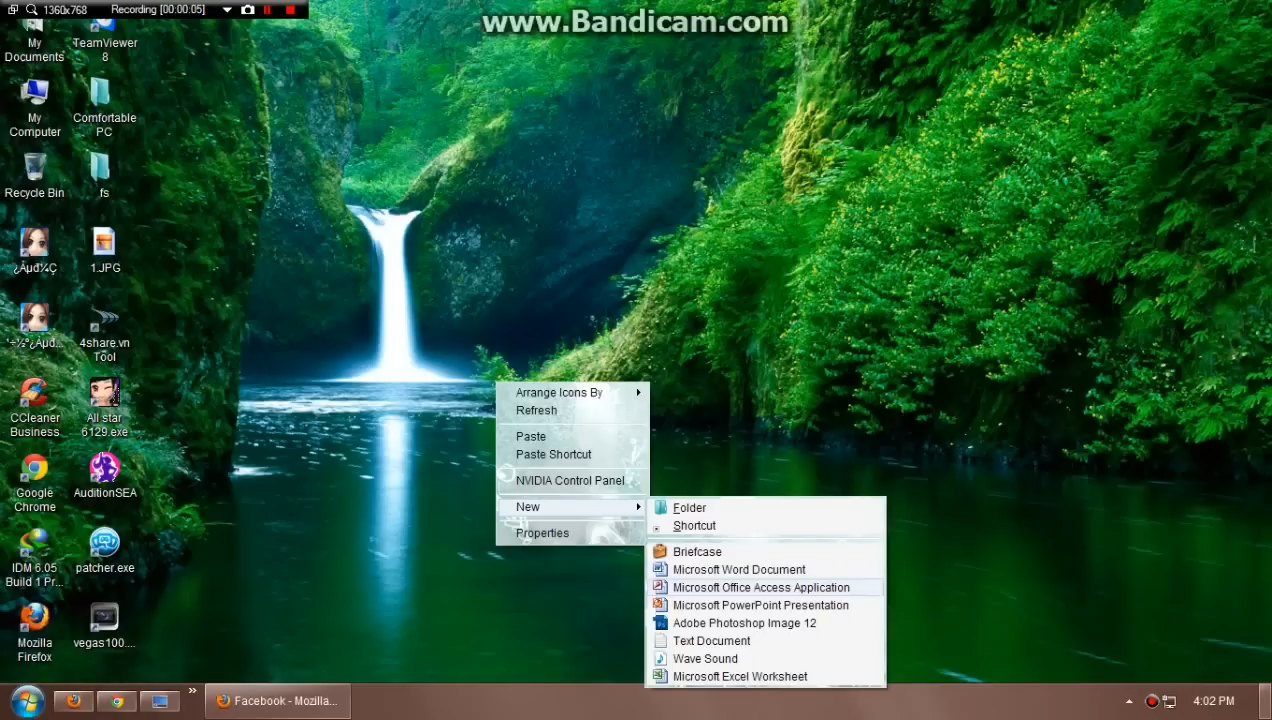 1360x768 Recording [00:00:05]
www.Bandicam.com
My
Documents
TeamViewer
8
My
Computer
Comfortable
PC
Recycle Bin
fs
¿Àµð¼Ç
1.JPG
4share.vn
Tool
CCleaner
Business
All star
6129.exe
Google
Chrome
AuditionSEA
IDM 6.05
Build 1 Pr...
patcher.exe
Mozilla
Firefox
vegas100....
Arrange Icons By
Refresh
Paste
Paste Shortcut
NVIDIA Control Panel
New
Properties
Folder
Shortcut
Briefcase
Microsoft Word Document
Microsoft Office Access Application
Microsoft PowerPoint Presentation
Adobe Photoshop Image 12
Text Document
Wave Sound
Microsoft Excel Worksheet
Facebook - Mozilla...
4:02 PM